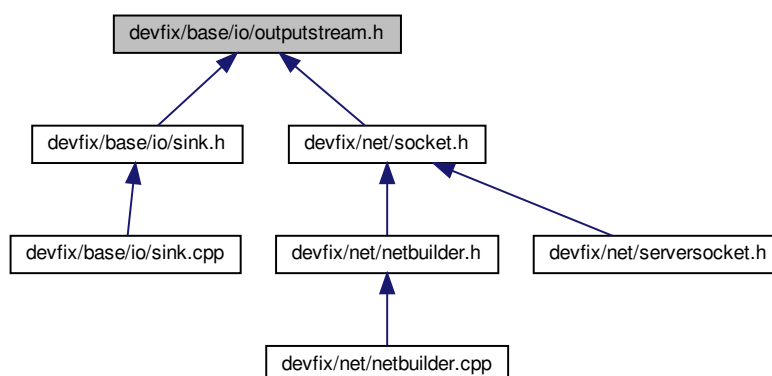 devfix/base/io/outputstream.h
devfix/base/io/sink.h
devfix/net/socket.h
devfix/base/io/sink.cpp
devfix/net/netbuilder.h
devfix/net/serversocket.h
devfix/net/netbuilder.cpp